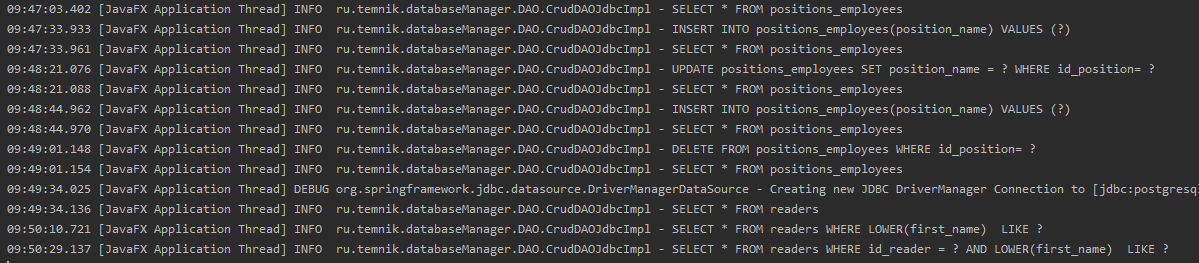 09:47:03.402 [JavaFX Application Thread] INFO  ru.temnik.databaseManager.DAO.CrudDAOJdbcImpl - SELECT * FROM positions_employees
09:47:33.933 [JavaFX Application Thread] INFO  ru.temnik.databaseManager.DAO.CrudDAOJdbcImpl - INSERT INTO positions_employees(position_name) VALUES (?)
09:47:33.961 [JavaFX Application Thread] INFO  ru.temnik.databaseManager.DAO.CrudDAOJdbcImpl - SELECT * FROM positions_employees
09:48:21.076 [JavaFX Application Thread] INFO  ru.temnik.databaseManager.DAO.CrudDAOJdbcImpl - UPDATE positions_employees SET position_name = ? WHERE id_position= ?
09:48:21.088 [JavaFX Application Thread] INFO  ru.temnik.databaseManager.DAO.CrudDAOJdbcImpl - SELECT * FROM positions_employees
09:48:44.962 [JavaFX Application Thread] INFO  ru.temnik.databaseManager.DAO.CrudDAOJdbcImpl - INSERT INTO positions_employees(position_name) VALUES (?)
09:48:44.970 [JavaFX Application Thread] INFO  ru.temnik.databaseManager.DAO.CrudDAOJdbcImpl - SELECT * FROM positions_employees
09:49:01.148 [JavaFX Application Thread] INFO  ru.temnik.databaseManager.DAO.CrudDAOJdbcImpl - DELETE FROM positions_employees WHERE id_position= ?
09:49:01.154 [JavaFX Application Thread] INFO  ru.temnik.databaseManager.DAO.CrudDAOJdbcImpl - SELECT * FROM positions_employees
09:49:34.025 [JavaFX Application Thread] DEBUG org.springframework.jdbc.datasource.DriverManagerDataSource - Creating new JDBC DriverManager Connection to [jdbc:postgresq
09:49:34.136 [JavaFX Application Thread] INFO  ru.temnik.databaseManager.DAO.CrudDAOJdbcImpl - SELECT * FROM readers
09:50:10.721 [JavaFX Application Thread] INFO  ru.temnik.databaseManager.DAO.CrudDAOJdbcImpl - SELECT * FROM readers WHERE LOWER(first_name)  LIKE ?
09:50:29.137 [JavaFX Application Thread] INFO  ru.temnik.databaseManager.DAO.CrudDAOJdbcImpl - SELECT * FROM readers WHERE id_reader = ? AND LOWER(first_name)  LIKE ?